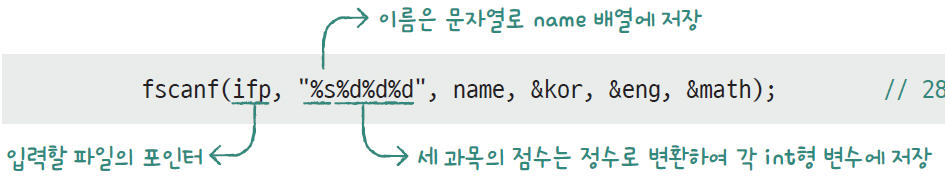 이름은 문자열로 name 배열에 저장
fscanf(ifp, "%s%d%d%d", name, &kor, &eng, &math); // 28
입력할 파일의 포인터
세 과목의 점수는 정수로 변환하여 각 int형 변수에 저장